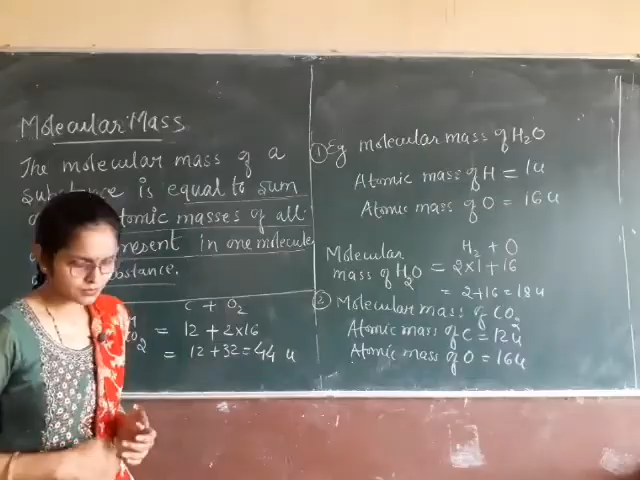 Molecular Mass
The molecular mass of a
substance is equal to sum
atomic masses of all
present in one molecule
substance.
C + O2
CO2 = 12 + 2x16
= 12 + 32 = 44 u
① Eg molecular mass of H2O
Atomic mass of H = 1u
Atomic mass of O = 16u
H2 + O
Molecular
mass of H2O = 2x1 + 16
= 2+16 = 18 u
② Molecular mass of CO2
Atomic mass of C = 12u
Atomic mass of O = 16u